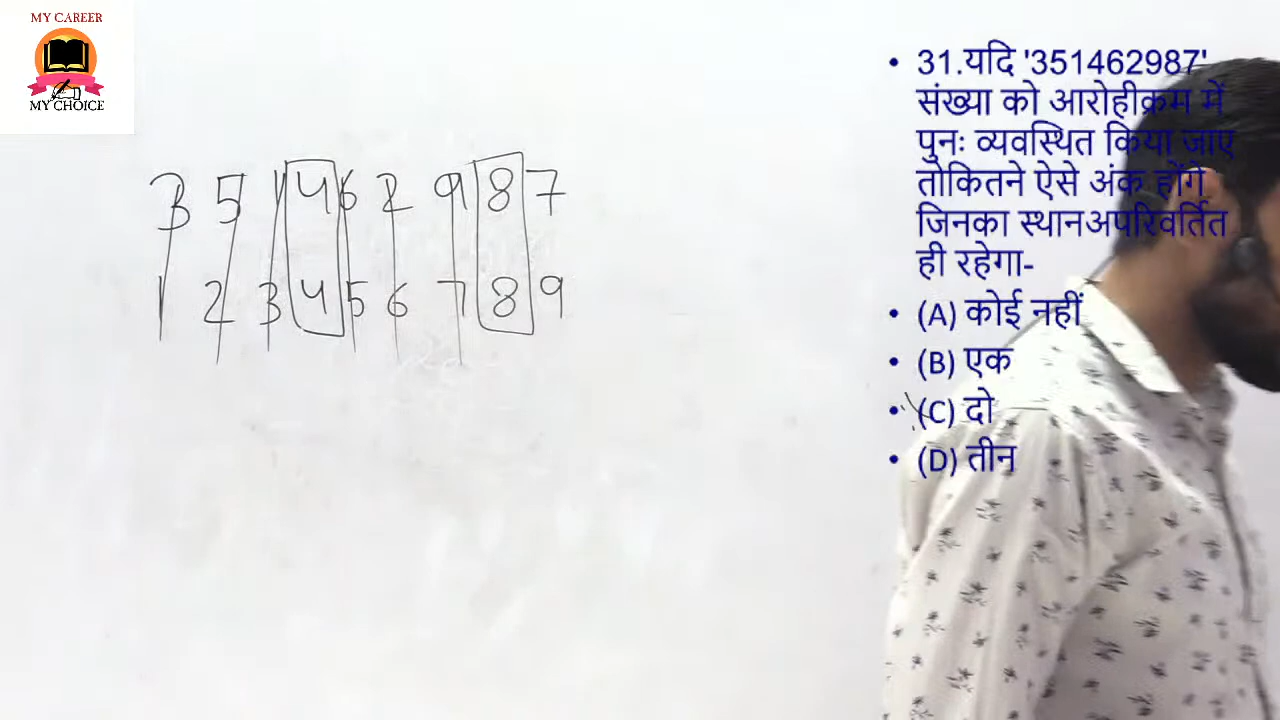 MY CAREER
MY CHOICE
3 5 1 4 6 2 9 8 7
1 2 3 4 5 6 7 8 9
• 31.यदि '351462987'
संख्या को आरोहीक्रम में
पुनः व्यवस्थित किया जाए
तोकितने ऐसे अंक होंगे
जिनका स्थानअपरिवर्तित
ही रहेगा-
• (A) कोई नहीं
• (B) एक
• (C) दो
• (D) तीन